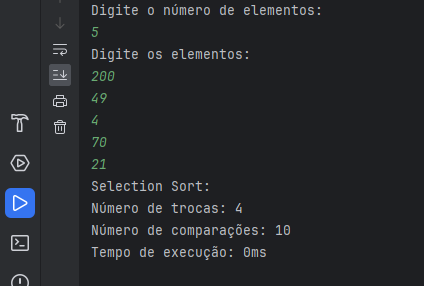 Digite o número de elementos:
5
Digite os elementos:
200
49
4
70
21
Selection Sort:
Número de trocas: 4
Número de comparações: 10
Tempo de execução: 0ms